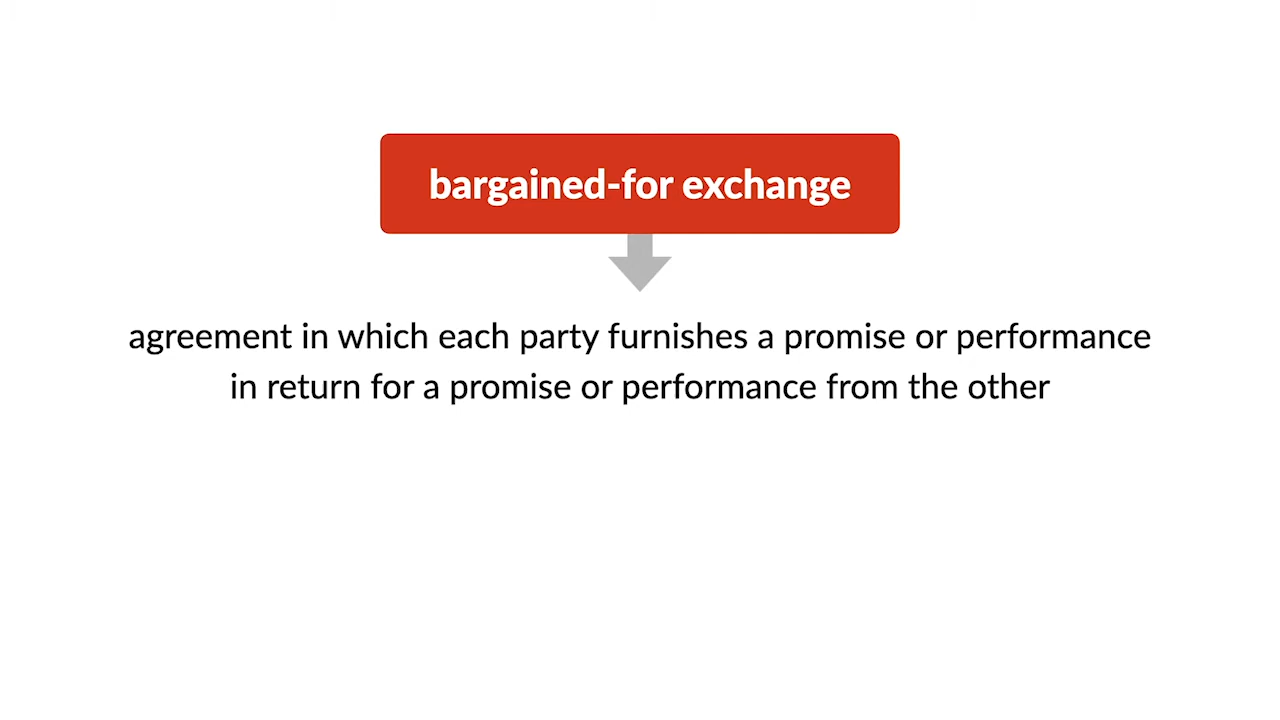 bargained-for exchange
agreement in which each party furnishes a promise or performance
in return for a promise or performance from the other